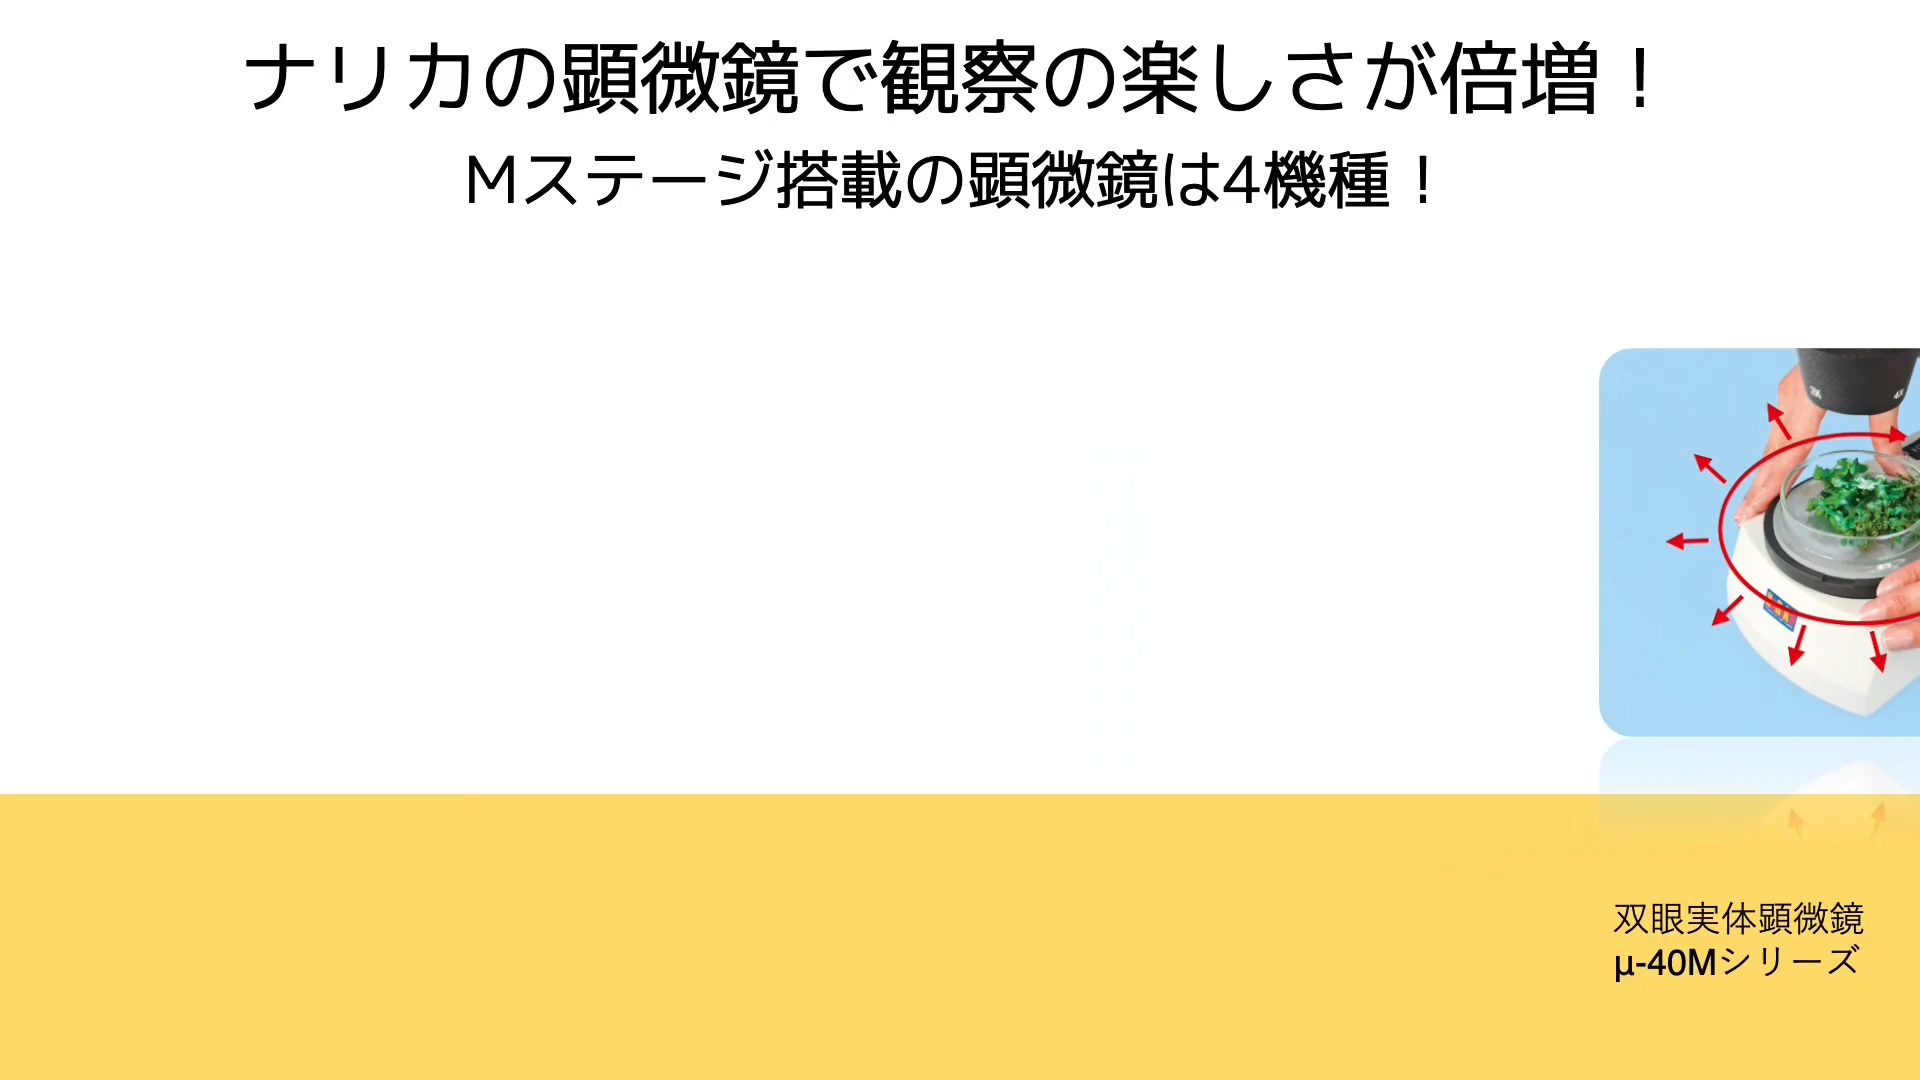 ナリカの顕微鏡で観察の楽しさが倍増！
Mステージ搭載の顕微鏡は4機種！
双眼実体顕微鏡
μ-40Mシリーズ